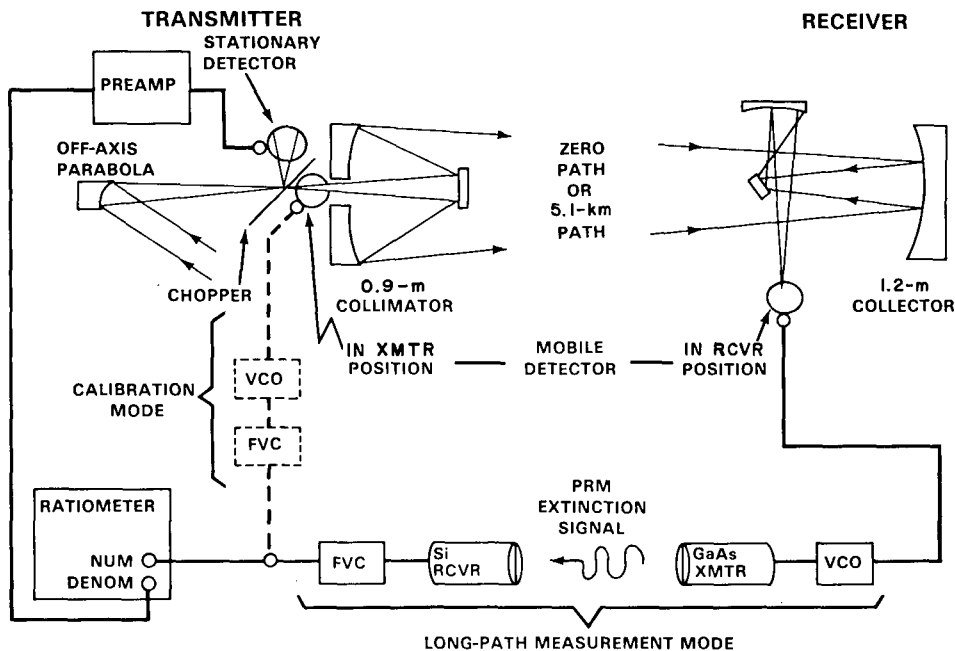 TRANSMITTER
RECEIVER
STATIONARY
DETECTOR
PREAMP
OFF-AXIS
PARABOLA
ZERO
PATH
OR
5.1-km
PATH
CHOPPER
0.9-m
COLLIMATOR
1.2-m
COLLECTOR
IN XMTR
POSITION
MOBILE
DETECTOR
IN RCVR
POSITION
CALIBRATION
MODE
VCO
FVC
RATIOMETER
NUM
DENOM
FVC
Si
RCVR
PRM
EXTINCTION
SIGNAL
GaAs
XMTR
VCO
LONG-PATH MEASUREMENT MODE